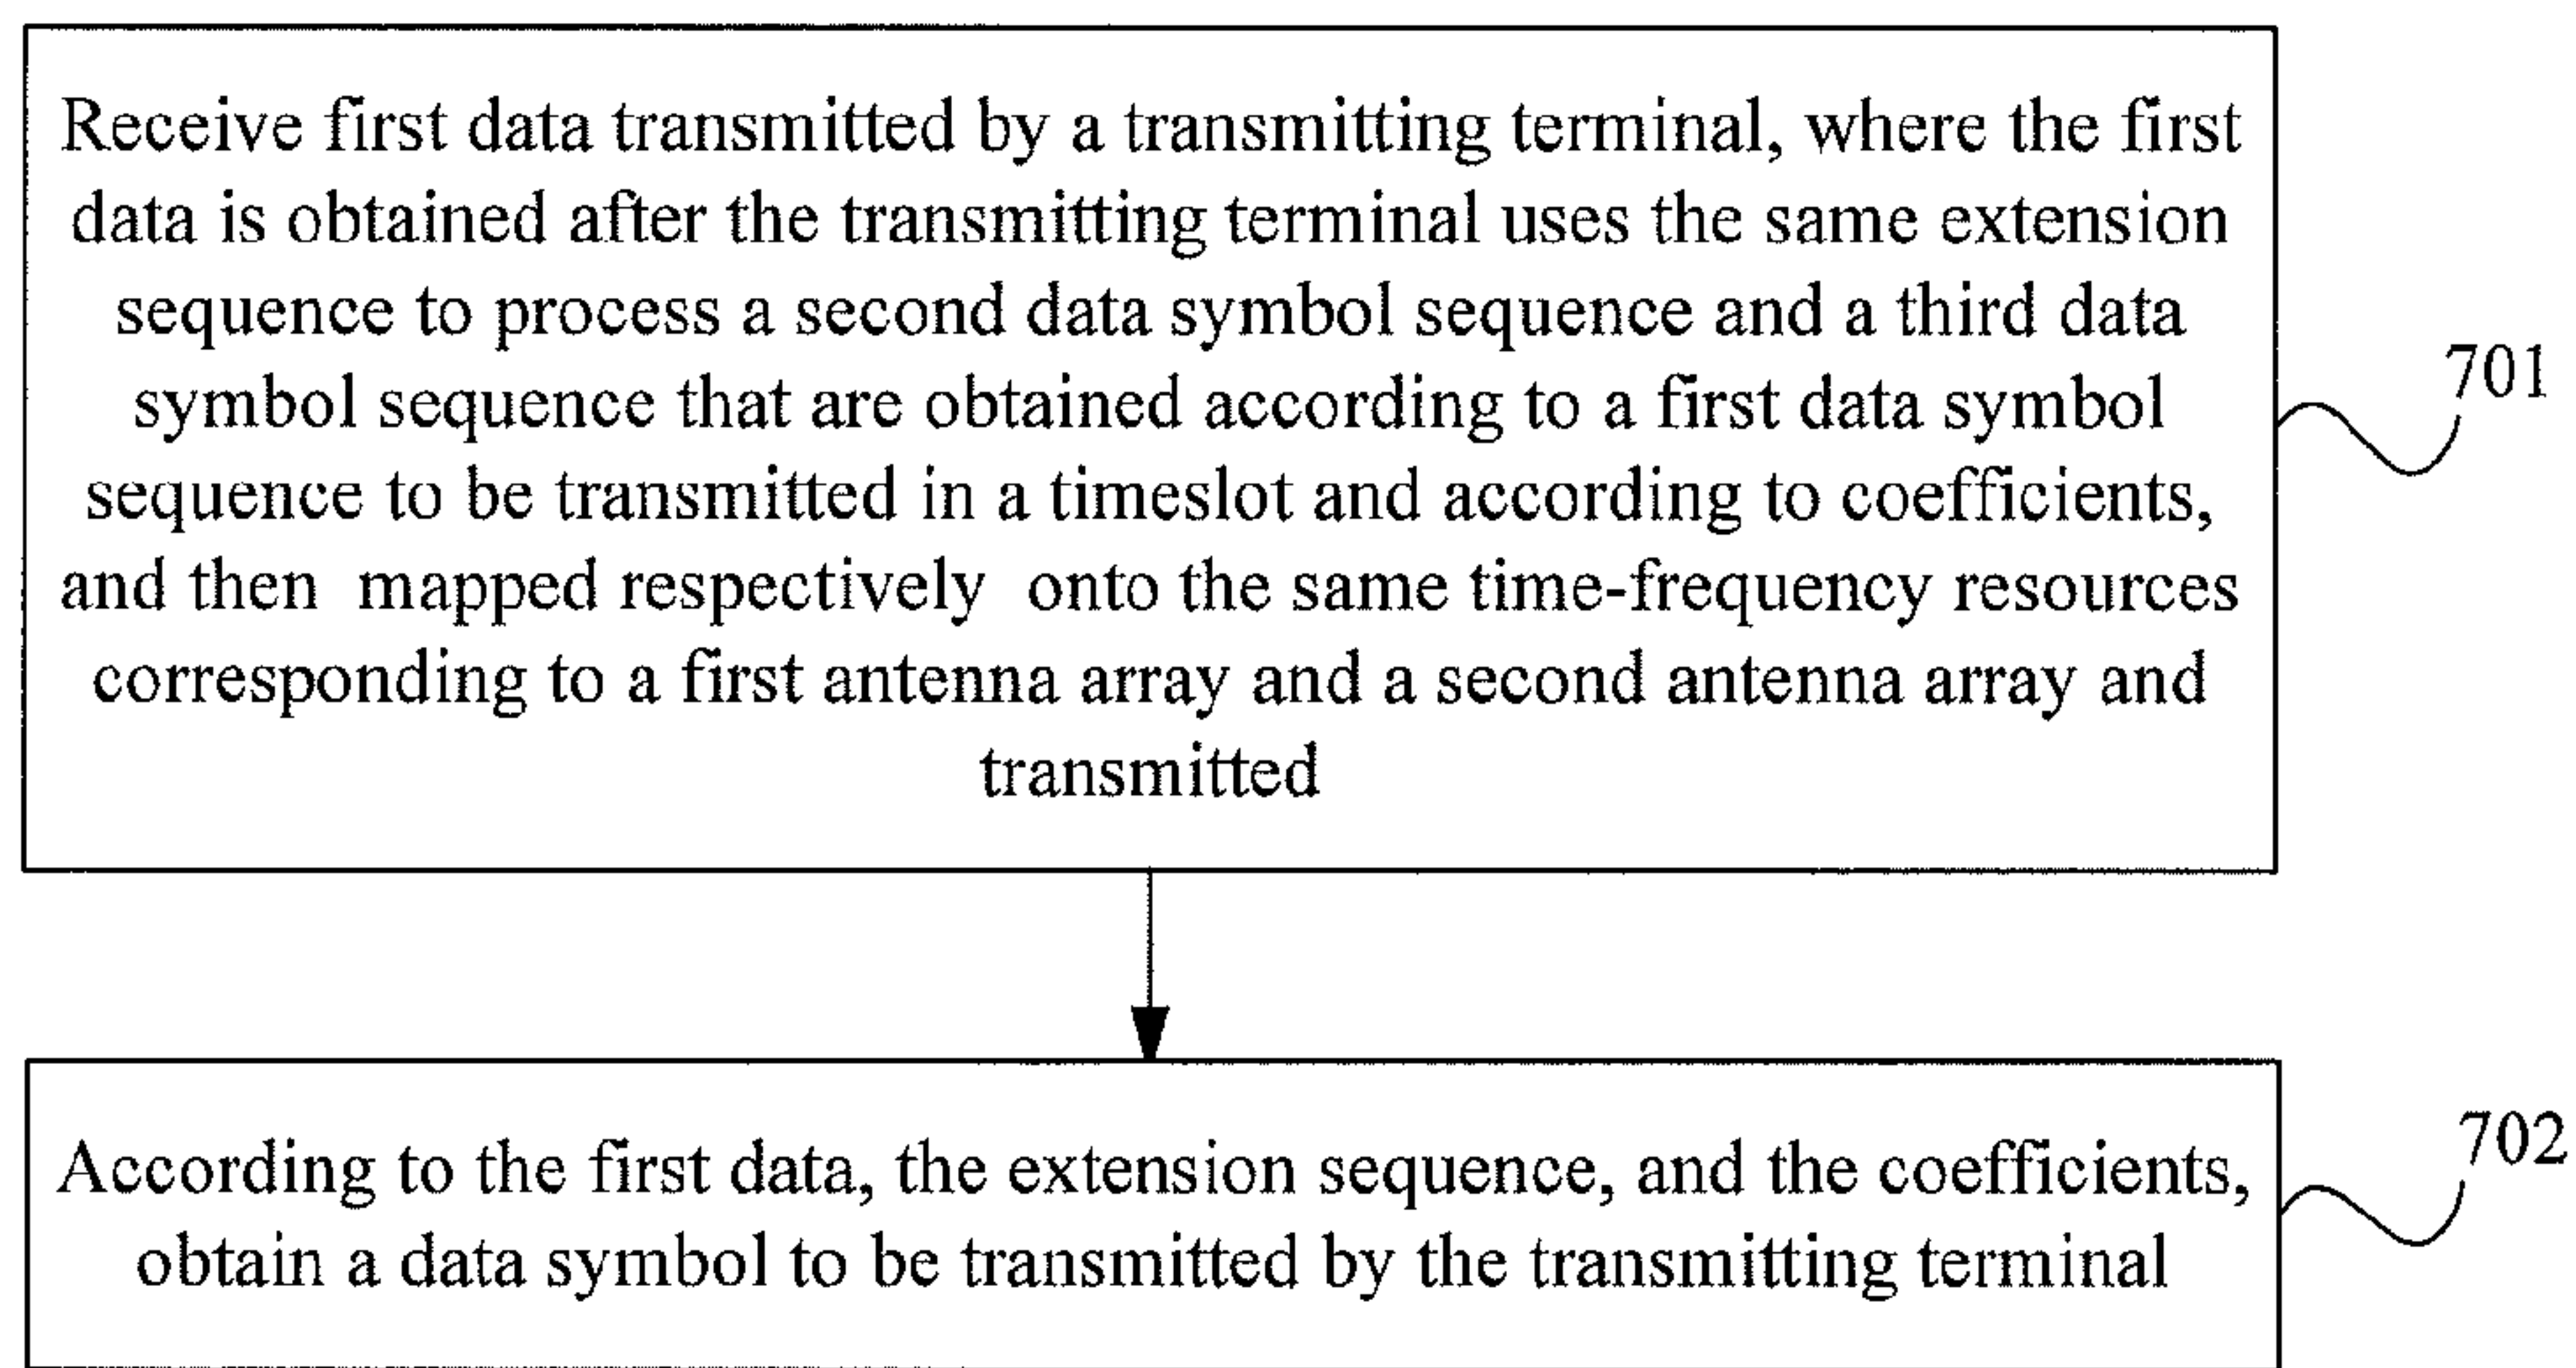 Receive first data transmitted by a transmitting terminal, where the first
data is obtained after the transmitting terminal uses the same extension
sequence to process a second data symbol sequence and a third data
symbol sequence that are obtained according to a first data symbol
sequence to be transmitted in a timeslot and according to coefficients,
and then mapped respectively onto the same time-frequency resources
corresponding to a first antenna array and a second antenna array and
transmitted
701
According to the first data, the extension sequence, and the coefficients,
obtain a data symbol to be transmitted by the transmitting terminal
702